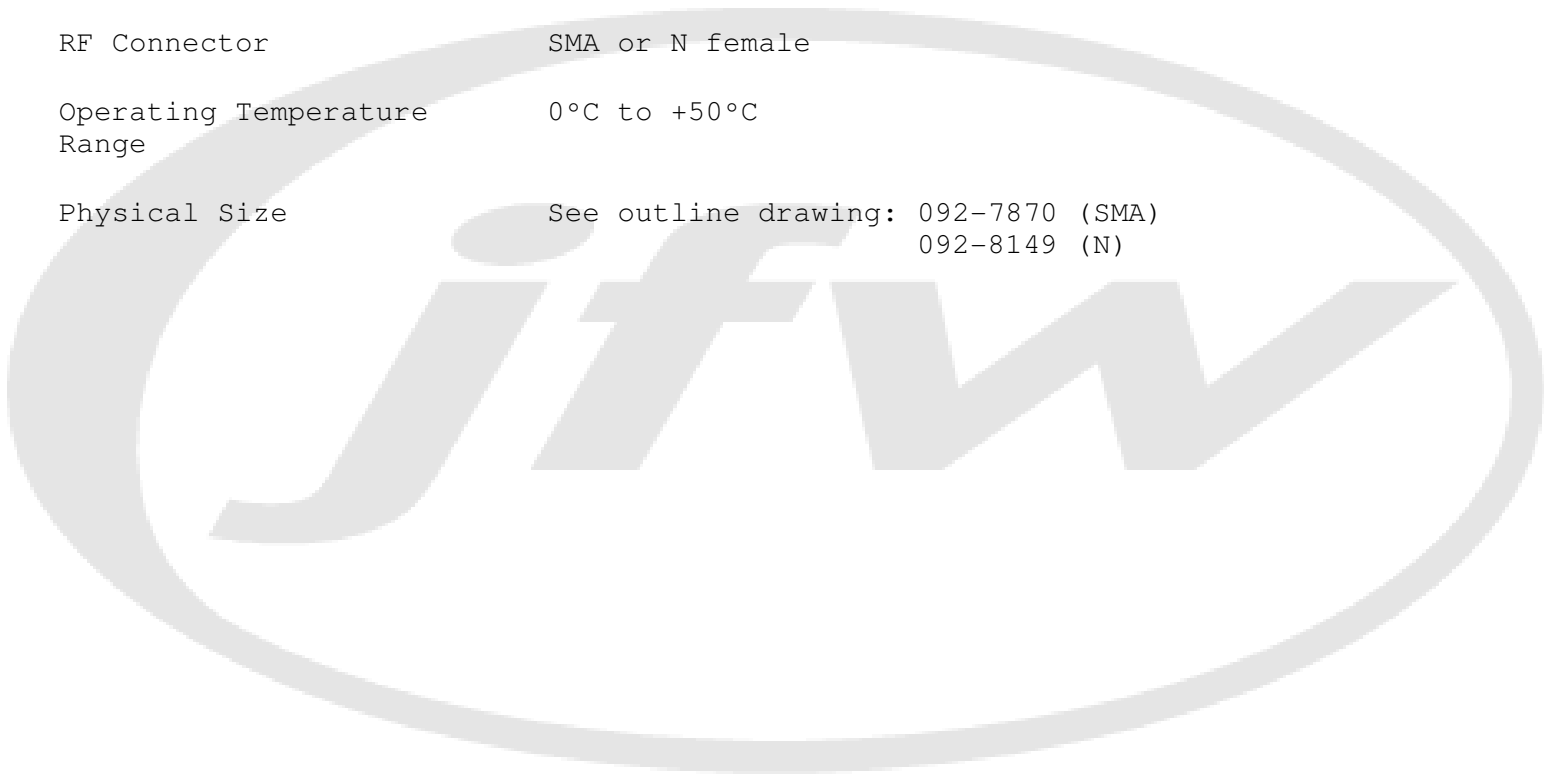 RF Connector SMA or N female
Operating Temperature 0°C to +50°C
Range
Physical Size See outline drawing: 092-7870 (SMA)
092-8149 (N)
jfw